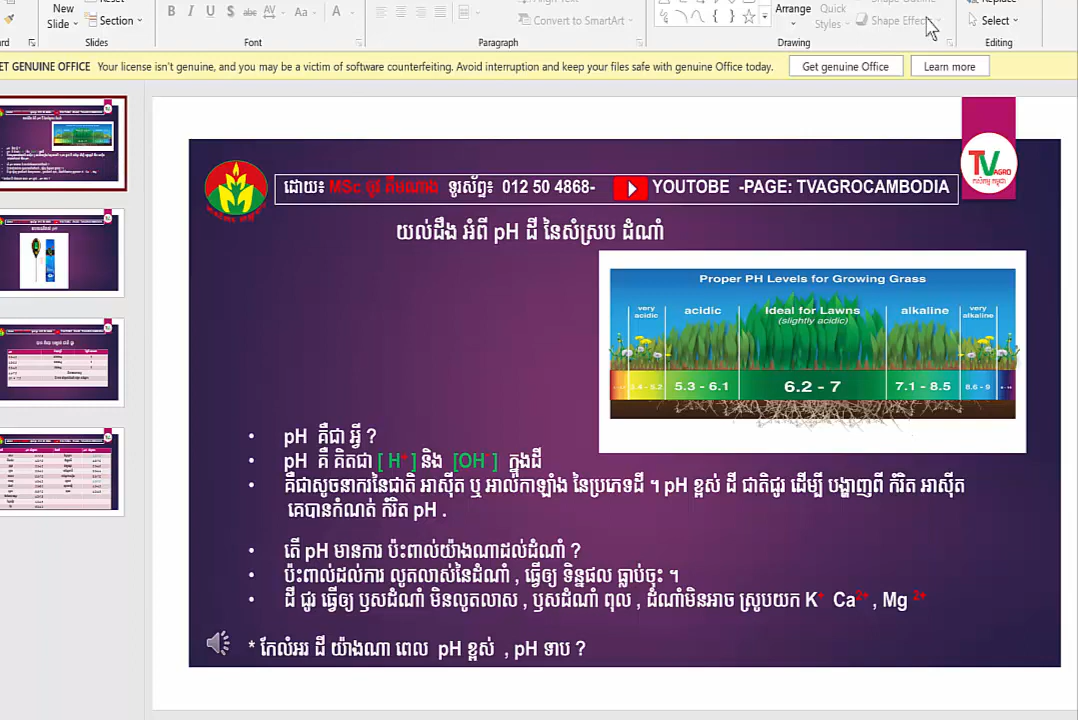 New
Slide
Section
Slides
B I U S abc AV Aa A
Font
Convert to SmartArt
Paragraph
Arrange
Quick
Styles
Shape Effects
Drawing
Select
Editing
GET GENUINE OFFICE Your license isn't genuine, and you may be a victim of software counterfeiting. Avoid interruption and keep your files safe with genuine Office today. Get genuine Office Learn more
TV
AGRO
ដោយ៖ MSc ចូវ គឹមណាង ទូរស័ព្ទ៖ 012 50 4868- YOUTUBE -PAGE: TVAGROCAMBODIA
យល់ដឹង អំពី pH ដី នៃសំស្រប ដំណាំ
Proper PH Levels for Growing Grass
very acidic acidic Ideal for Lawns (slightly acidic) alkaline very alkaline
5.3 - 6.1 6.2 - 7 7.1 - 8.5 8.6 - 9
• pH គឺជា អ្វី ?
• pH គឺ គិតជា [ H+ ] និង [OH ] ក្នុងដី
• គឺជាសូចនាករនៃជាតិ អាស៊ីត ឬ អាល់កាឡាំង នៃប្រភេទដី ។ pH ខ្ពស់ ដី ជាតិជូរ ដើម្បី បង្ហាញពី កំរិត អាស៊ីត
គេបានកំណត់ កំរិត pH .
• តើ pH មានការ ប៉ះពាល់យ៉ាងណាដល់ដំណាំ ?
• ប៉ះពាល់ដល់ការ លូតលាស់នៃដំណាំ , ធ្វើឲ្យ ទិន្នផល ធ្លាប់ចុះ ។
• ដី ជូរ ធ្វើឲ្យ ឫសដំណាំ មិនលូតលាស , ឫសដំណាំ ពុល , ដំណាំមិនអាច ស្រូបយក K+ Ca2+ , Mg 2+
* កែលំអរ ដី យ៉ាងណា ពេល pH ខ្ពស់ , pH ទាប ?